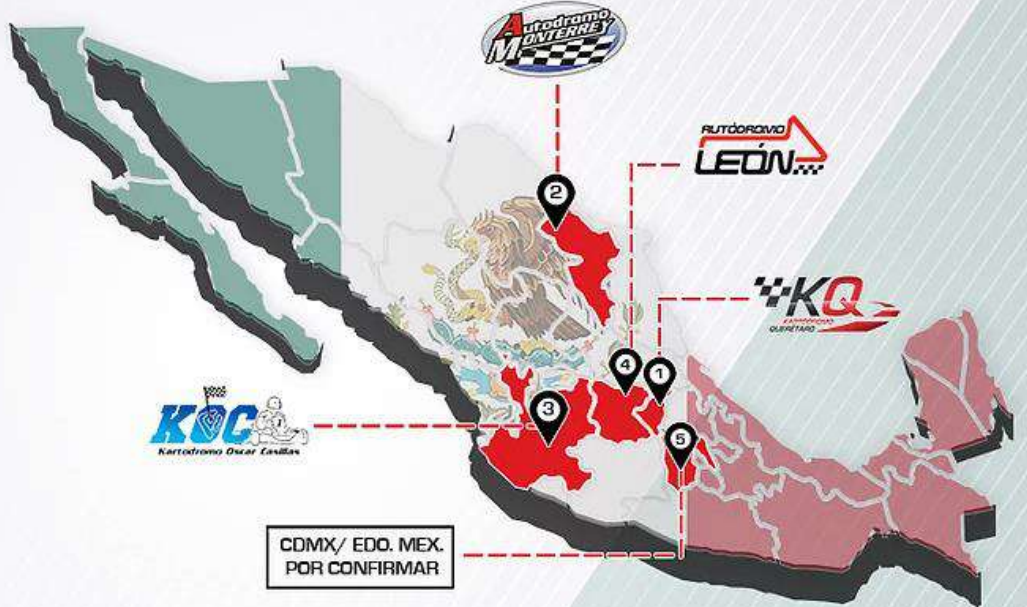 Autodromo
MONTERREY
AUTÓDROMO
LEÓN
2
KQ
KARTÓDROMO
QUERÉTARO
4
1
3
KOC
Kartodromo Oscar Casillas
5
CDMX/ EDO. MEX.
POR CONFIRMAR